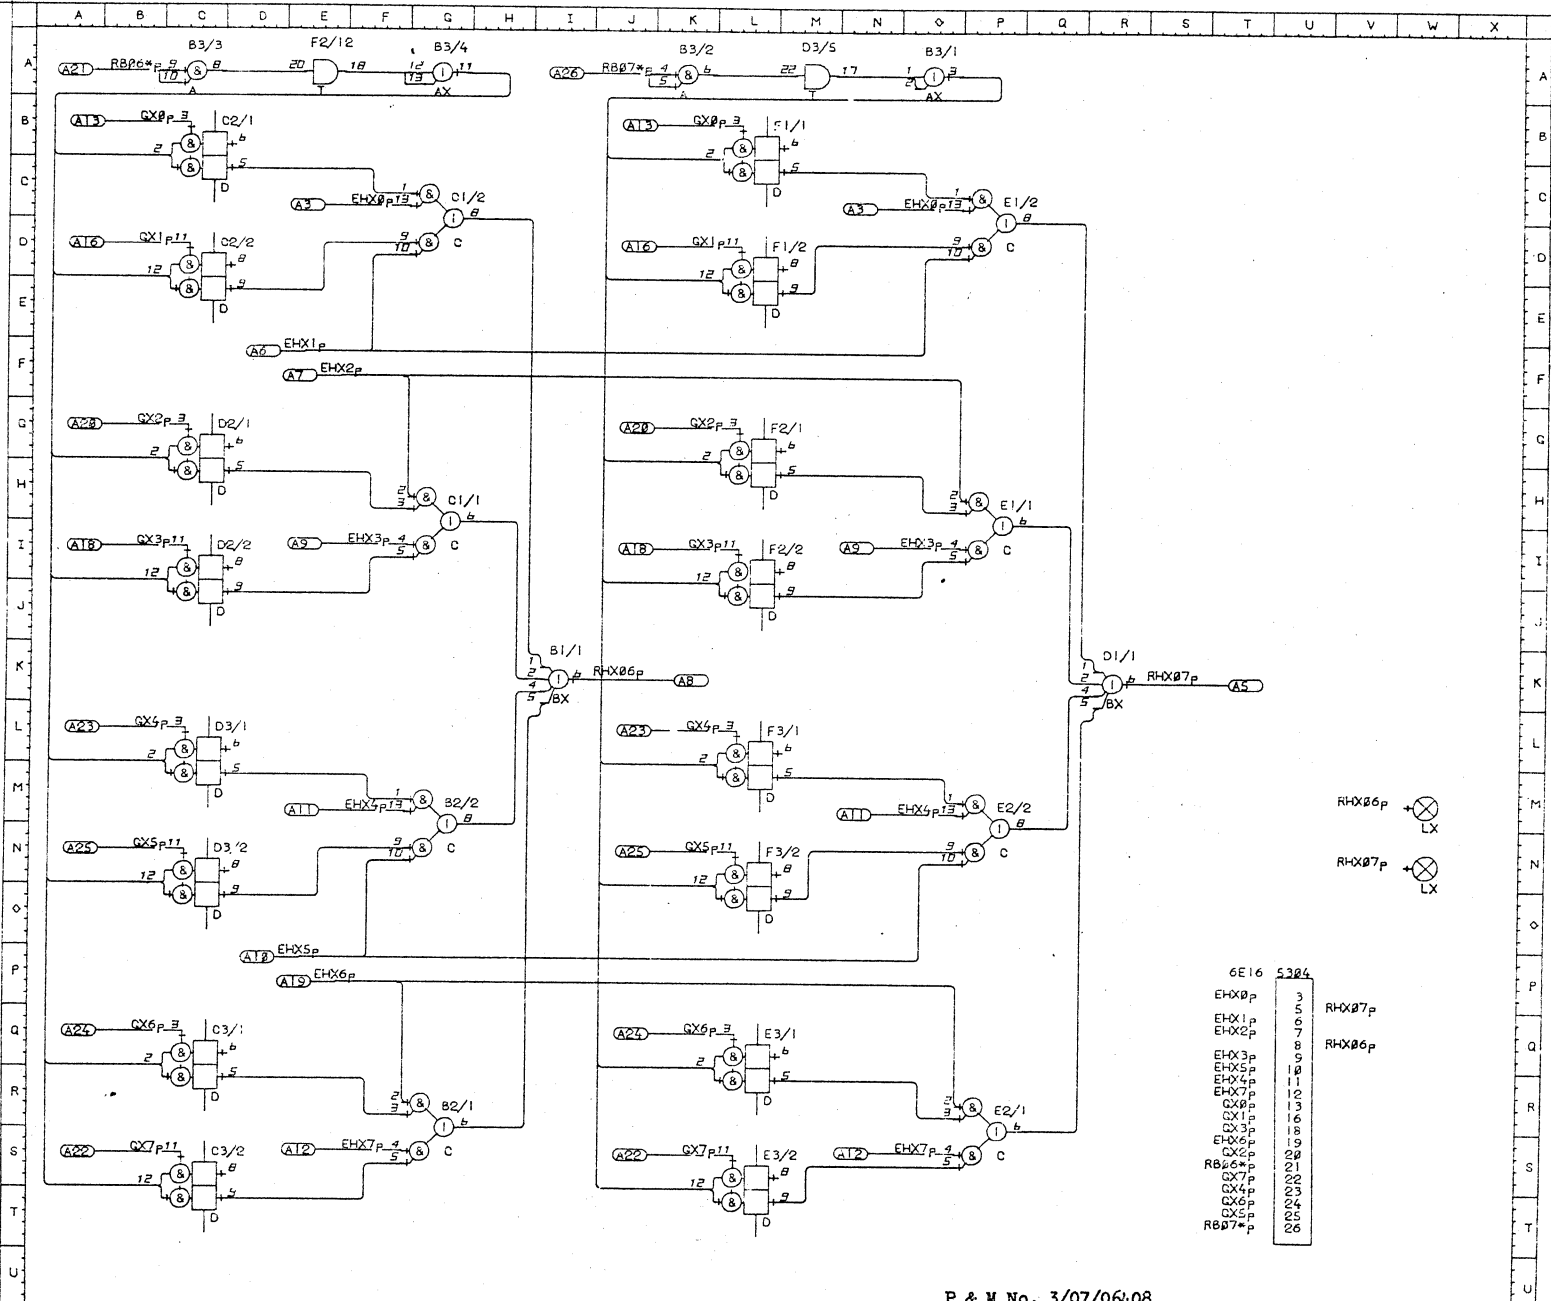 A B C D E F G H I J K L M N O P Q R S T U V W X
B3/3 F2/12 B3/4 B3/2 D3/5 B3/1
A21 RB06*p 9 10 & 8 20 18 12 13 1 11 A26 RB07*p 4 5 & 6 22 17 1 2 1 3
A T AX A T AX
A13 GX0p 3 C2/1 A13 GX0p 3
2 & & 6 5 D 2 & & 6 5 D
A3 EHX0p 13 1 & C1/2 A3 EHX0p 13 1 & E1/2
A16 GX1p 11 C2/2 9 10 & 1 8 C A16 GX1p 11 F1/2 9 10 & 1 8 C
12 & & 8 9 D 12 & & 8 9 D
A6 EHX1p
A7 EHX2p
A20 GX2p 3 D2/1 A20 GX2p 3 F2/1
2 & & 6 5 D 2 & & 6 5 D
2 3 & C1/1 1 6 2 3 & E1/1 1 6
A18 GX3p 11 D2/2 A9 EHX3p 4 5 & C A18 GX3p 11 F2/2 A9 EHX3p 4 5 & C
12 & & 8 9 D 12 & & 8 9 D
B1/1 D1/1
1 2 4 5 1 6 RHX06p A8 1 2 4 5 1 6 RHX07p A5
BX BX
A23 GX4p 3 D3/1 A23 GX4p 3 F3/1
2 & & 6 5 D 2 & & 6 5 D
A11 EHX4p 13 1 & B2/2 A11 EHX4p 13 1 & E2/2
A25 GX5p 11 D3/2 9 10 & 1 8 C A25 GX5p 11 F3/2 9 10 & 1 8 C
12 & & 8 9 D 12 & & 8 9 D
RHX06p LX
RHX07p LX
A10 EHX5p
A19 EHX6p
A24 GX6p 3 C3/1 A24 GX6p 3 E3/1
2 & & 6 5 D 2 & & 6 5 D
2 3 & B2/1 1 6 2 3 & E2/1 1 6
A22 GX7p 11 C3/2 A12 EHX7p 4 5 & C A22 GX7p 11 E3/2 A12 EHX7p 4 5 & C
12 & & 8 9 D 12 & & 8 9 D
6E16 5304
EHX0p 3
5 RHX07p
EHX1p 6
EHX2p 7
8 RHX06p
EHX3p 9
EHX5p 10
EHX4p 11
EHX7p 12
GX0p 13
GX1p 16
GX3p 18
EHX6p 19
GX2p 20
RB06*p 21
GX7p 22
GX4p 23
GX6p 24
GX5p 25
RB07*p 26
P & M No. 3/07/06408